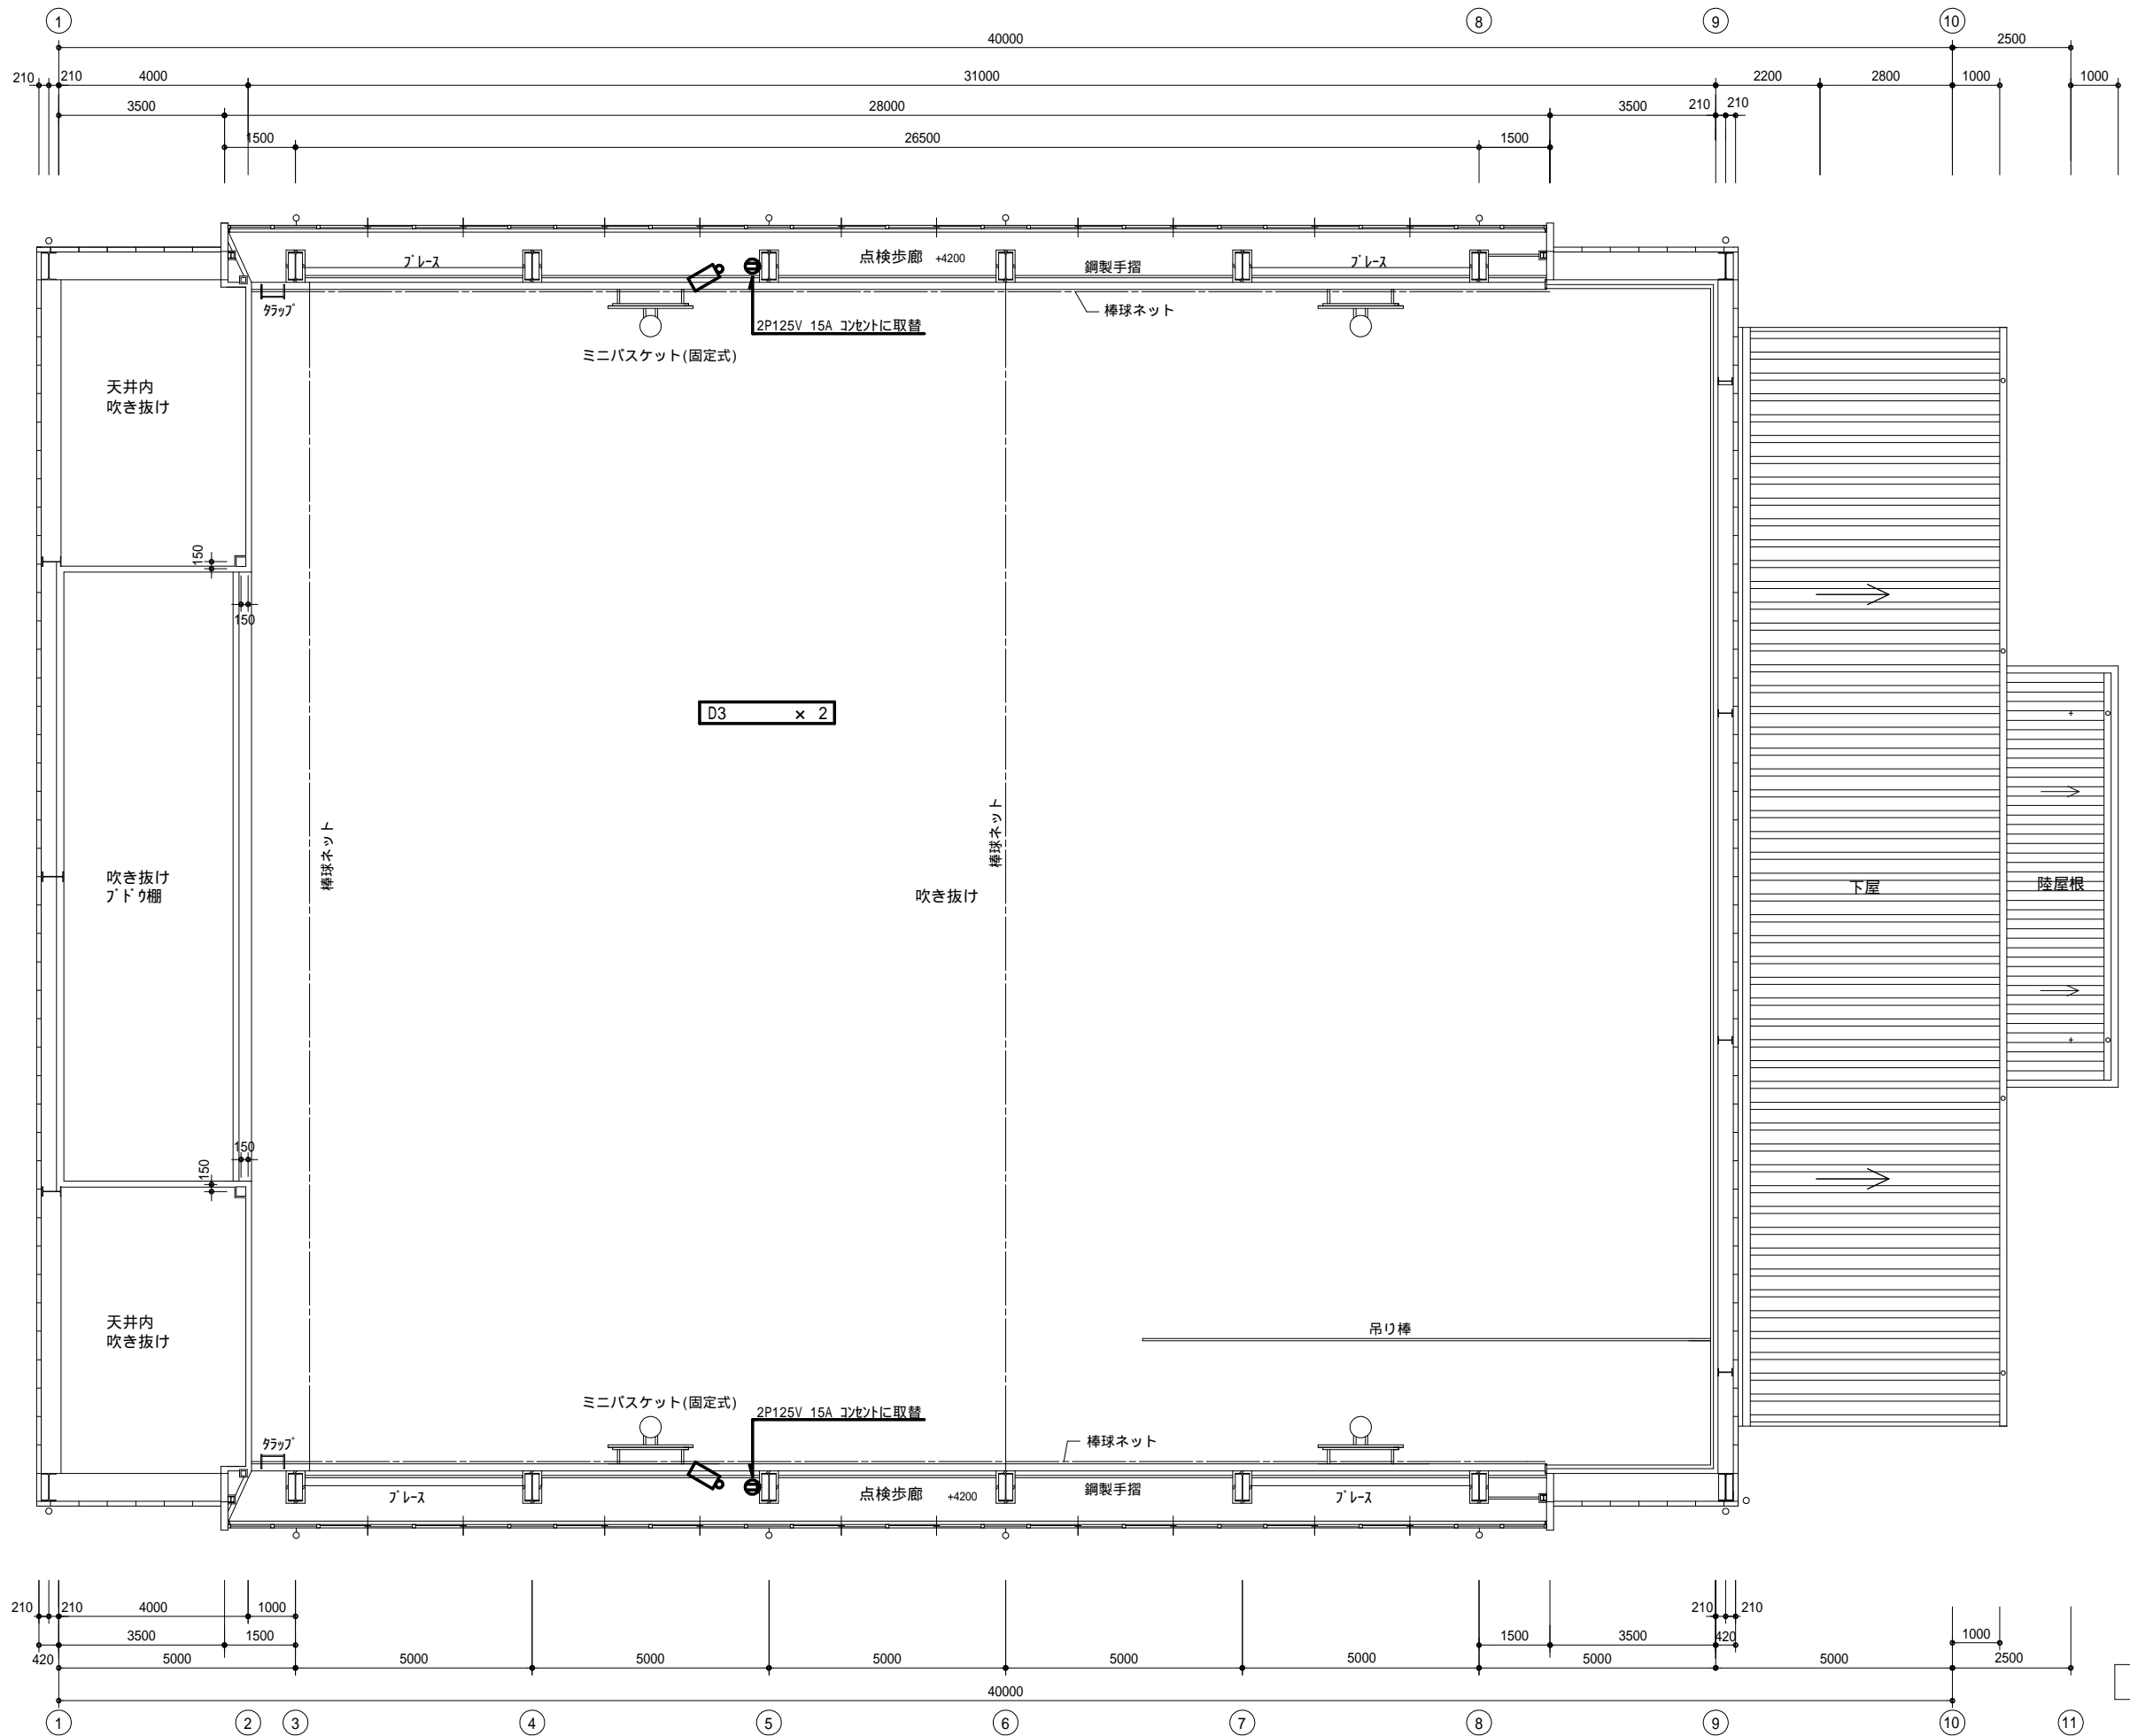 1
8
9
10
40000
2500
210
210
4000
31000
2200
2800
1000
1000
3500
28000
3500
210
210
1500
26500
1500
ブレース
点検歩廊 +4200
鋼製手摺
ブレース
タラップ
棒球ネット
2P125V 15A コンセントに取替
ミニバスケット(固定式)
天井内
吹き抜け
150
150
D3 × 2
棒球ネット
棒球ネット
吹き抜け
ブドウ棚
吹き抜け
下屋
陸屋根
150
150
天井内
吹き抜け
吊り棒
ミニバスケット(固定式)
2P125V 15A コンセントに取替
タラップ
棒球ネット
ブレース
点検歩廊 +4200
鋼製手摺
ブレース
210
210
4000
1000
210
210
3500
1500
1500
3500
420
1000
420
5000
5000
5000
5000
5000
5000
5000
5000
2500
40000
1
2
3
4
5
6
7
8
9
10
11